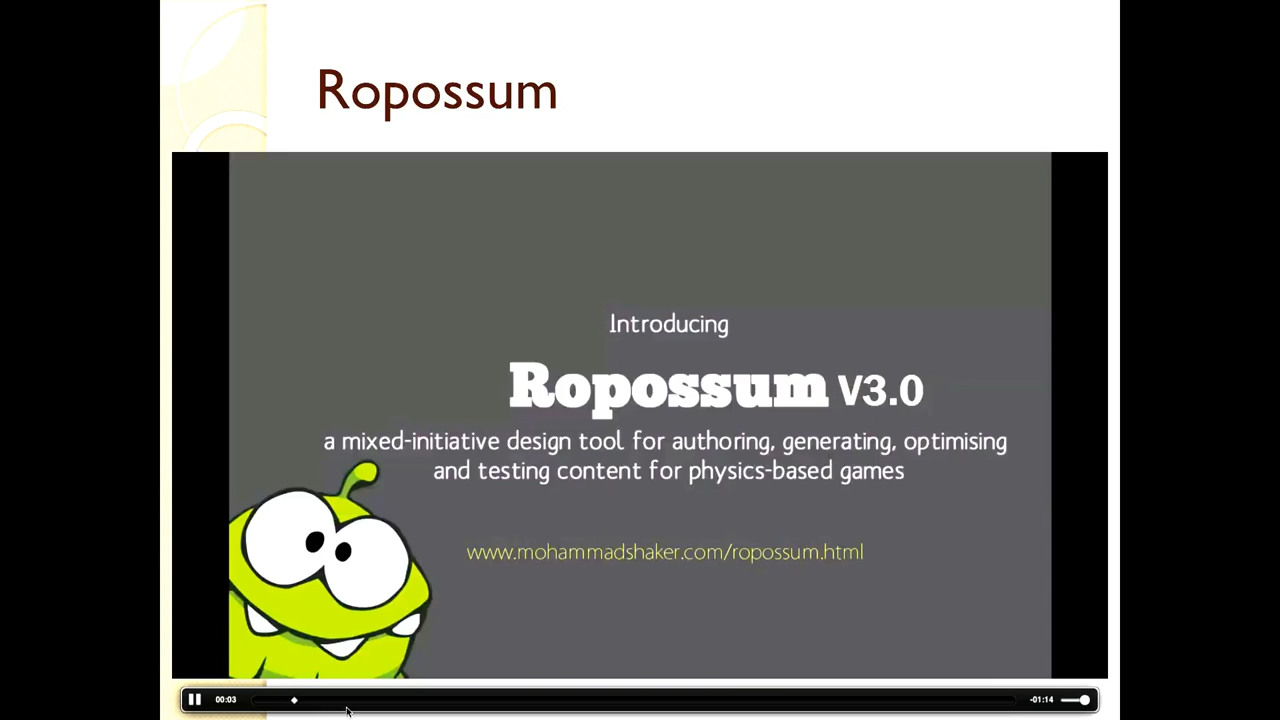 Ropossum
Introducing
Ropossum V3.0
a mixed-initiative design tool for authoring, generating, optimising
and testing content for physics-based games
www.mohammadshaker.com/ropossum.html
00:03
-01:14